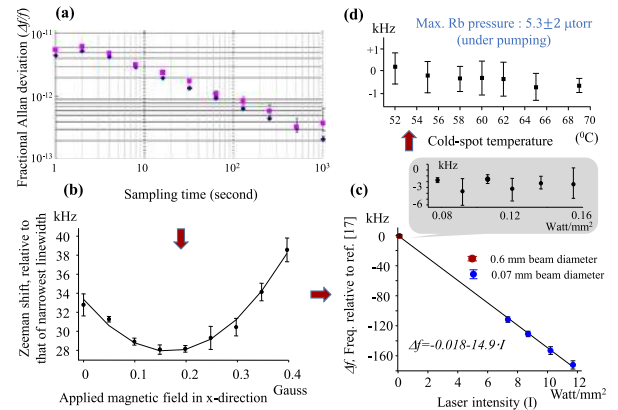 (a)
Fractional Allan deviation (Δf/f)
10-11
10-12
10-13
1
10
100
1000
Sampling time (second)
(d)
kHz
Max. Rb pressure : 5.3±2 μtorr
(under pumping)
+1
0
-1
52 54 56 58 60 62 64 66 68 70
Cold-spot temperature (⁰C)
(b)
kHz
Zeeman shift, relative to
that of narrowest linewidth
40
38
36
34
32
30
28
0 0.1 0.2 0.3 0.4
Gauss
Applied magnetic field in x-direction
kHz
0
-3
-6
0.08 0.12 0.16
Watt/mm2
(c)
kHz
Δf, Freq. relative to ref. [17]
0
-40
-80
-120
-160
0.6 mm beam diameter
0.07 mm beam diameter
Δf=-0.018-14.9·I
0 2 4 6 8 10 12
Watt/mm2
Laser intensity (I)